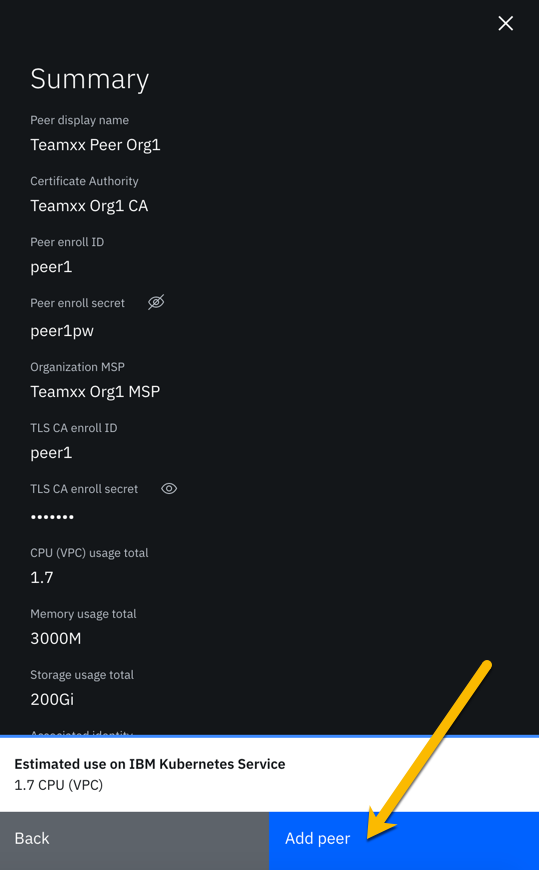 Summary
Peer display name
Teamxx Peer Org1
Certificate Authority
Teamxx Org1 CA
Peer enroll ID
peer1
Peer enroll secret
peer1pw
Organization MSP
Teamxx Org1 MSP
TLS CA enroll ID
peer1
TLS CA enroll secret
•••••••
CPU (VPC) usage total
1.7
Memory usage total
3000M
Storage usage total
200Gi
Associated identity
Estimated use on IBM Kubernetes Service
1.7 CPU (VPC)
Back
Add peer